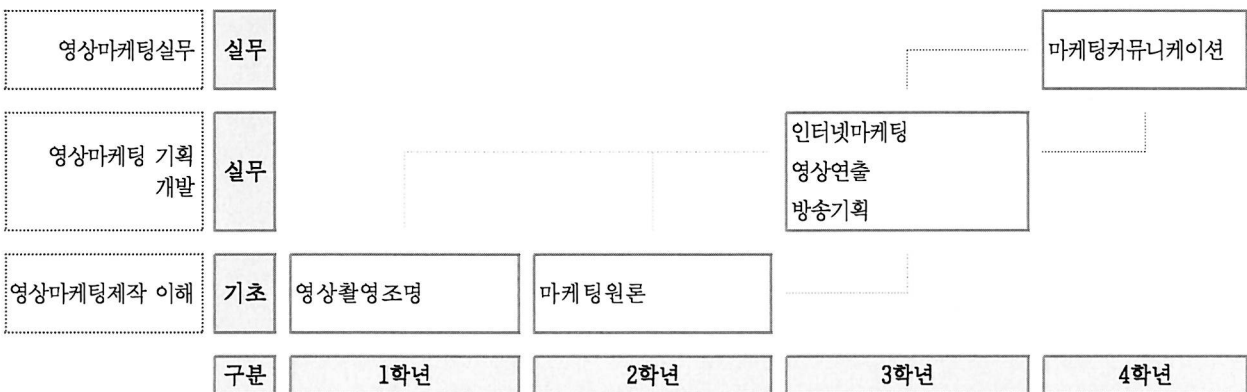 영상마케팅실무 실무 마케팅커뮤니케이션
영상마케팅 기획
개발
실무
인터넷마케팅
영상연출
방송기획
영상마케팅제작 이해 기초 영상촬영조명 마케팅원론
구분 1학년 2학년 3학년 4학년